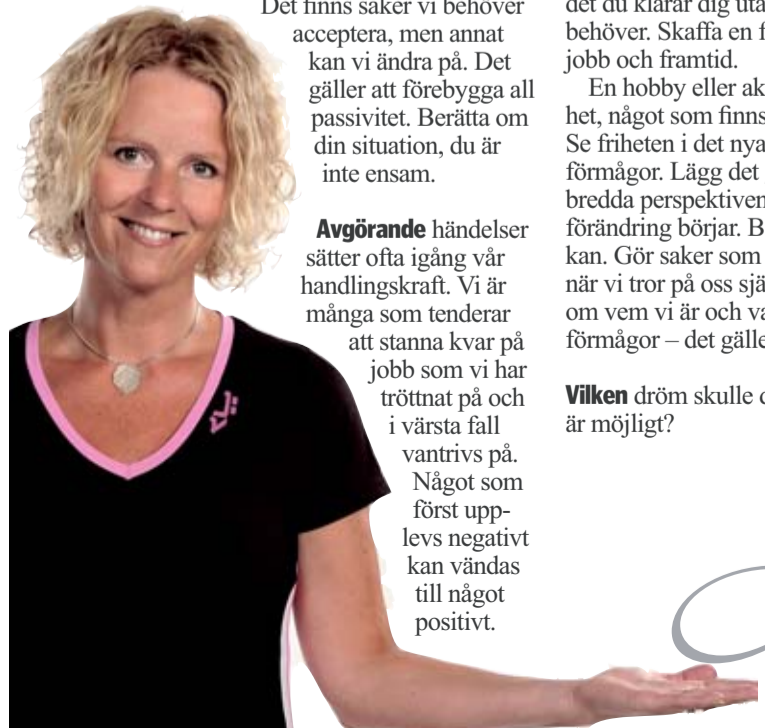 Det finns saker vi behöver
acceptera, men annat
kan vi ändra på. Det
gäller att förebygga all
passivitet. Berätta om
din situation, du är
inte ensam.
Avgörande händelser
sätter ofta igång vår
handlingskraft. Vi är
många som tenderar
att stanna kvar på
jobb som vi har
tröttnat på och
i värsta fall
vantrivs på.
Något som
först upp-
levs negativt
kan vändas
till något
positivt.
det du klarar dig
behöver. Skaffa en
jobb och framtid.
En hobby eller
het, något som finns
Se friheten i det nya
förmågor. Lägg det
bredda perspektiven
förändring börjar.
kan. Gör saker som
när vi tror på oss
om vem vi är och
förmågor – det gälle
Vilken dröm skulle
är möjligt?